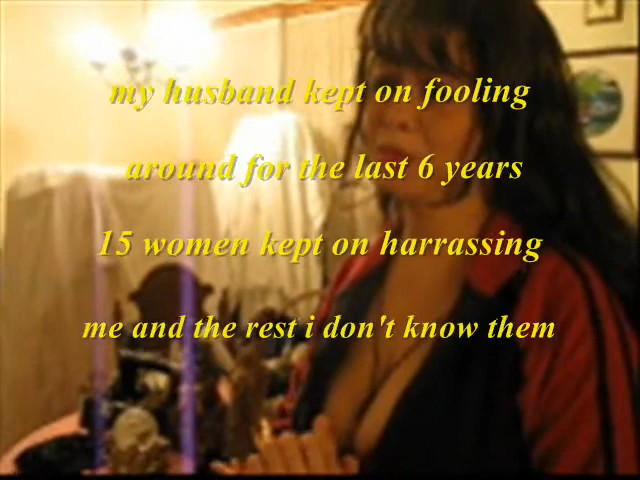 my husband kept on fooling
around for the last 6 years
15 women kept on harrassing
me and the rest i don't know them